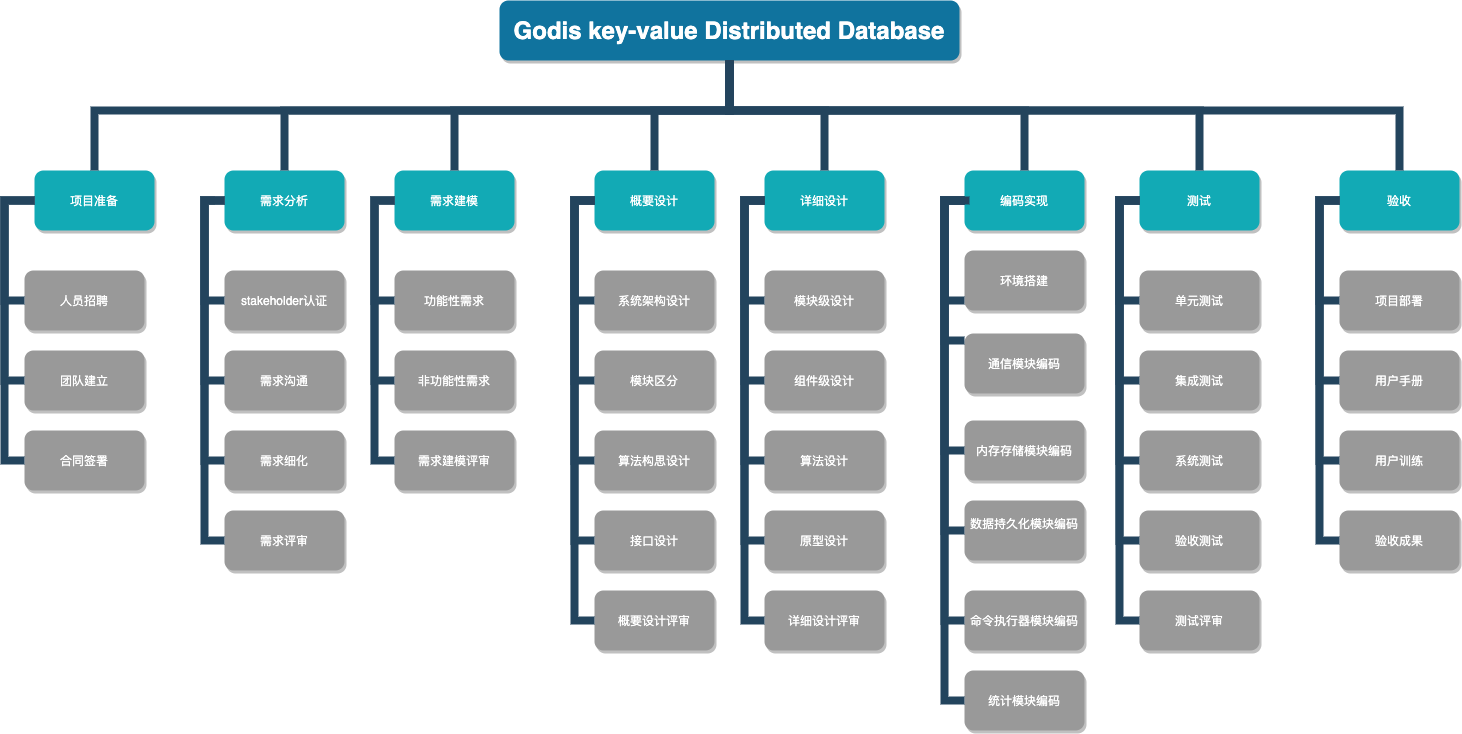 Godis key-value Distributed Database
项目准备
人员招聘
团队建立
合同签署
需求分析
stakeholder认证
需求沟通
需求细化
需求评审
需求建模
功能性需求
非功能性需求
需求建模评审
概要设计
系统架构设计
模块区分
算法构思设计
接口设计
概要设计评审
详细设计
模块级设计
组件级设计
算法设计
原型设计
详细设计评审
编码实现
环境搭建
通信模块编码
内存存储模块编码
数据持久化模块编码
命令执行器模块编码
统计模块编码
测试
单元测试
集成测试
系统测试
验收测试
测试评审
验收
项目部署
用户手册
用户训练
验收成果